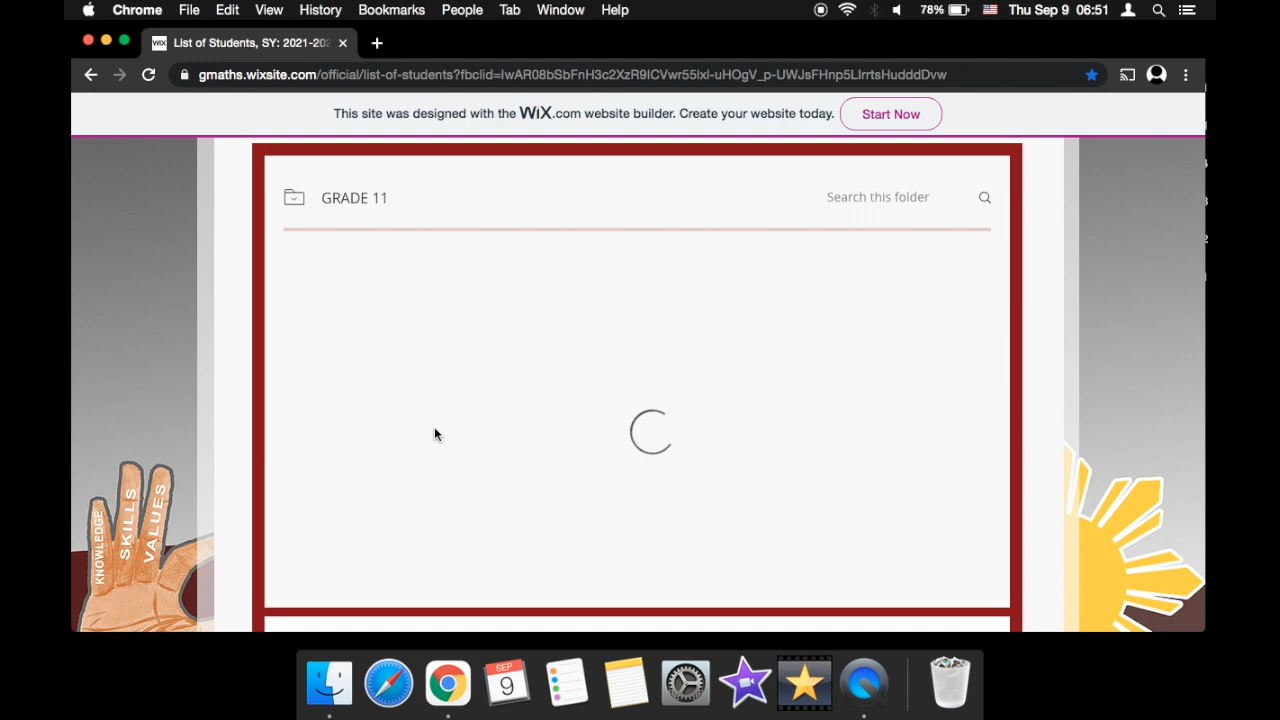 Chrome File Edit View History Bookmarks People Tab Window Help 78% Thu Sep 9 06:51
WiX List of Students, SY: 2021-202
gmaths.wixsite.com/official/list-of-students?fbclid=IwAR08bSbFnH3c2XzR9ICVwr55lxl-uHOgV_p-UWJsFHnp5LIrrtsHudddDvw
This site was designed with the WiX.com website builder. Create your website today. Start Now
GRADE 11 Search this folder
KNOWLEDGE
SKILLS
VALUES
SEP
9